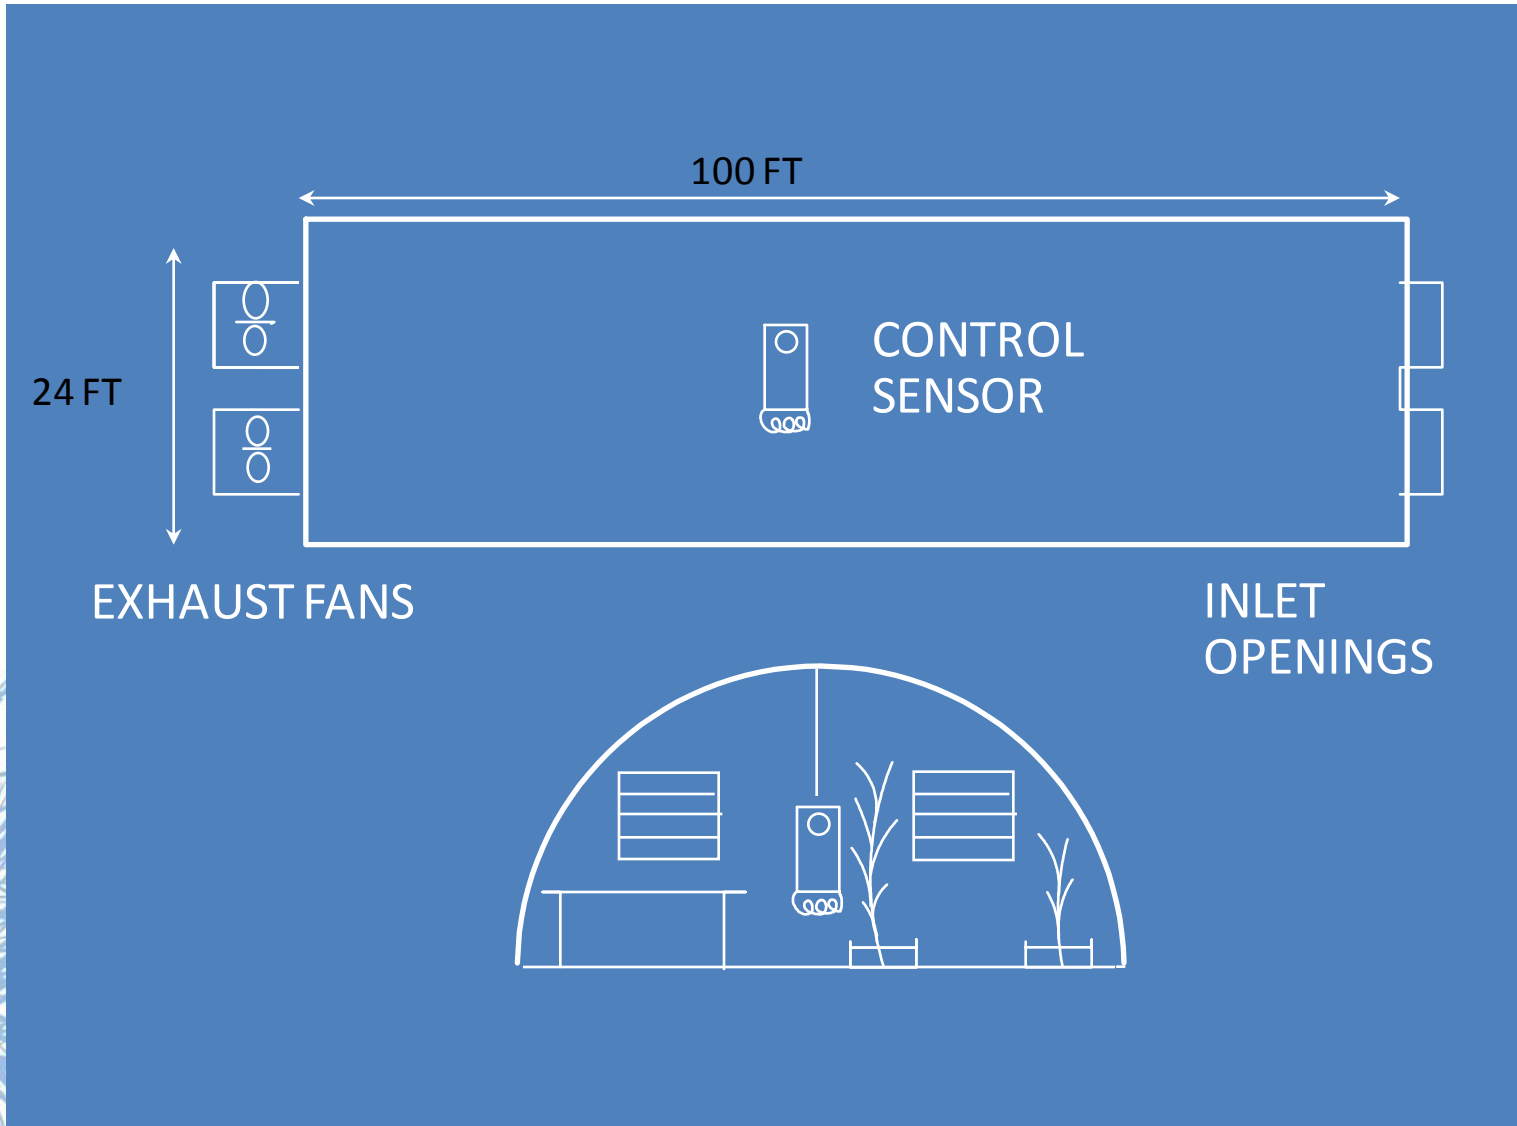 100 FT
CONTROL
SENSOR
24 FT
EXHAUST FANS
INLET
OPENINGS